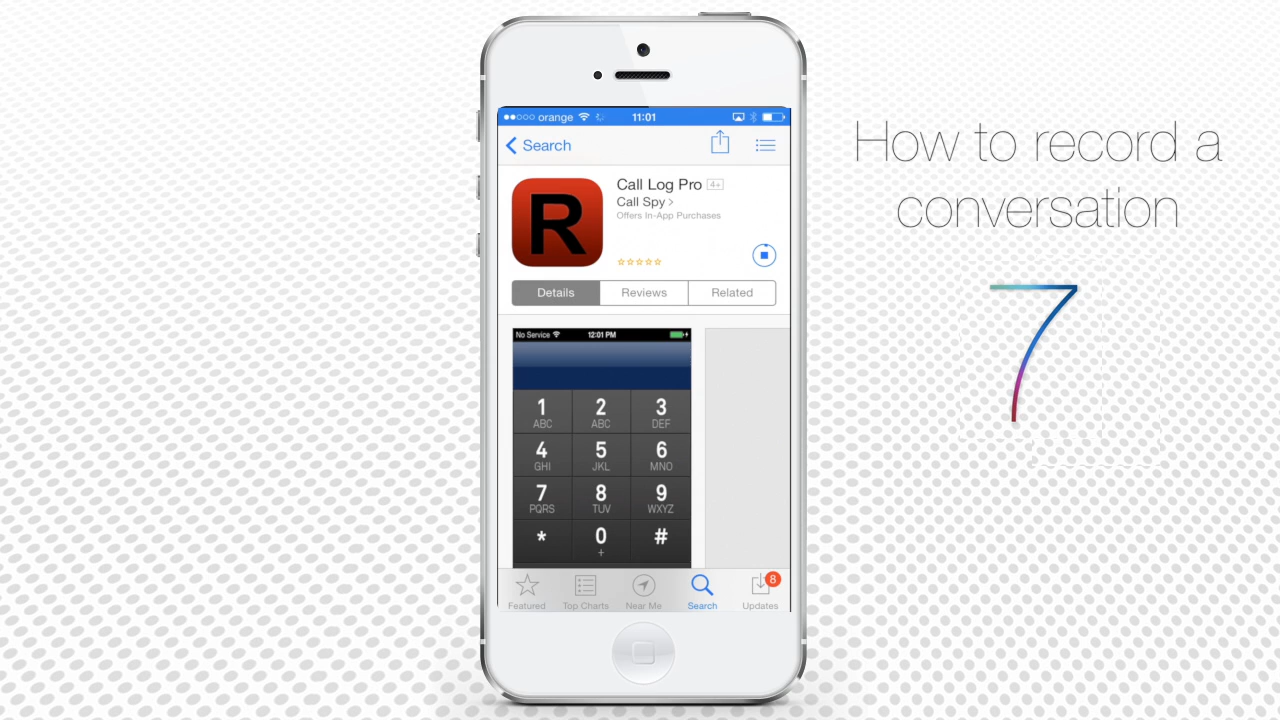 orange 11:01
Search
Call Log Pro 4+
Call Spy >
Offers In-App Purchases
R
Details Reviews Related
No Service 12:01 PM
1 2 3
ABC ABC DEF
4 5 6
GHI JKL MNO
7 8 9
PQRS TUV WXYZ
* 0 #
+
8
Featured Top Charts Near Me Search Updates
How to record a
conversation
7